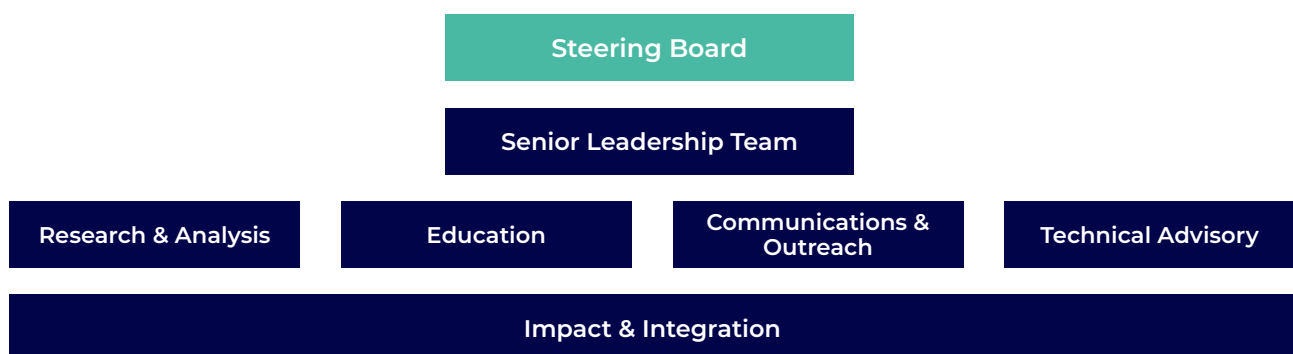 Steering Board
Senior Leadership Team
Research & Analysis
Education
Communications &
Outreach
Technical Advisory
Impact & Integration